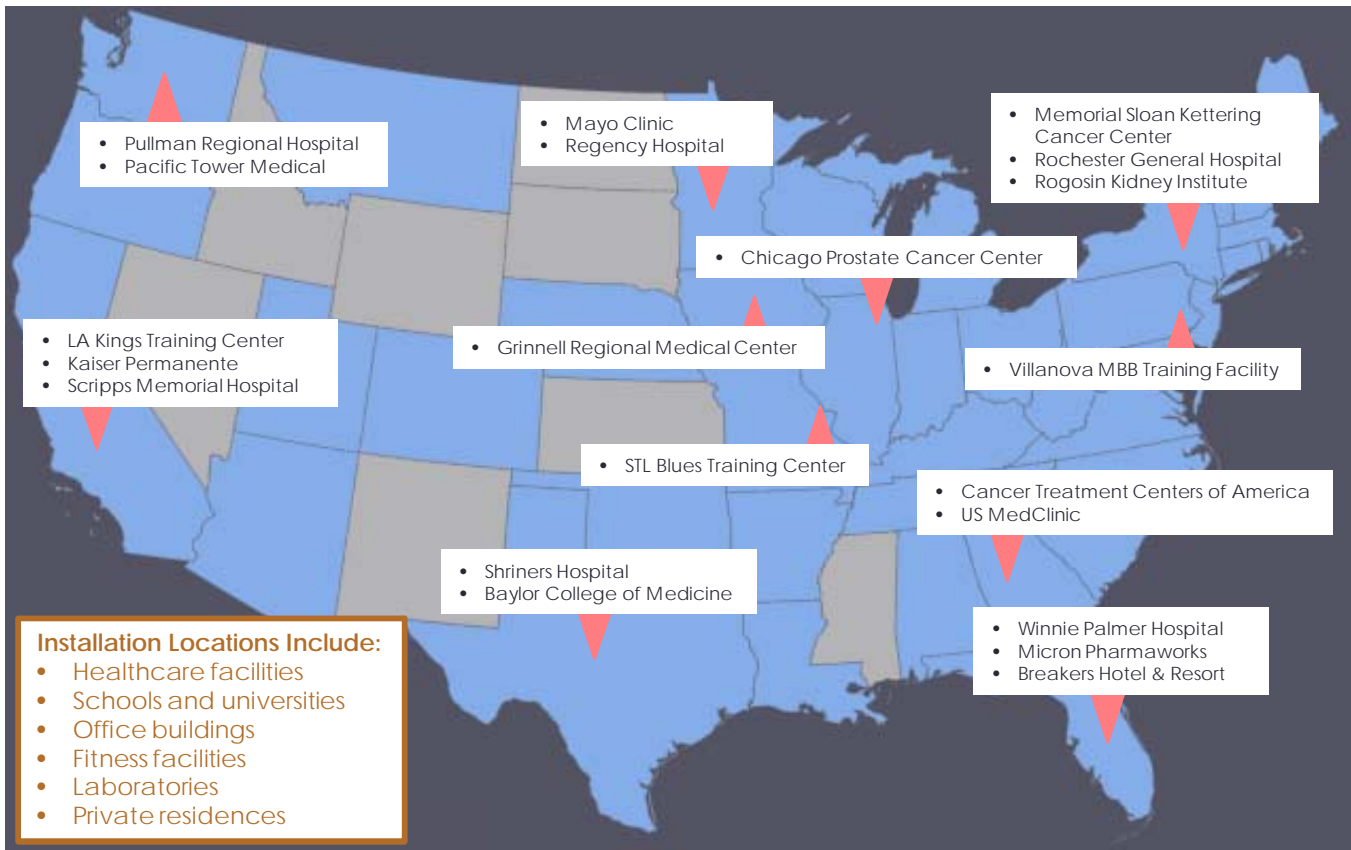 • Pullman Regional Hospital
• Pacific Tower Medical
• Mayo Clinic
• Regency Hospital
• Memorial Sloan Kettering
Cancer Center
• Rochester General Hospital
• Rogosin Kidney Institute
• Chicago Prostate Cancer Center
• LA Kings Training Center
• Kaiser Permanente
• Scripps Memorial Hospital
• Grinnell Regional Medical Center
• Villanova MBB Training Facility
• STL Blues Training Center
• Cancer Treatment Centers of America
• US MedClinic
• Shriners Hospital
• Baylor College of Medicine
• Winnie Palmer Hospital
• Micron Pharmaworks
• Breakers Hotel & Resort
Installation Locations Include:
• Healthcare facilities
• Schools and universities
• Office buildings
• Fitness facilities
• Laboratories
• Private residences